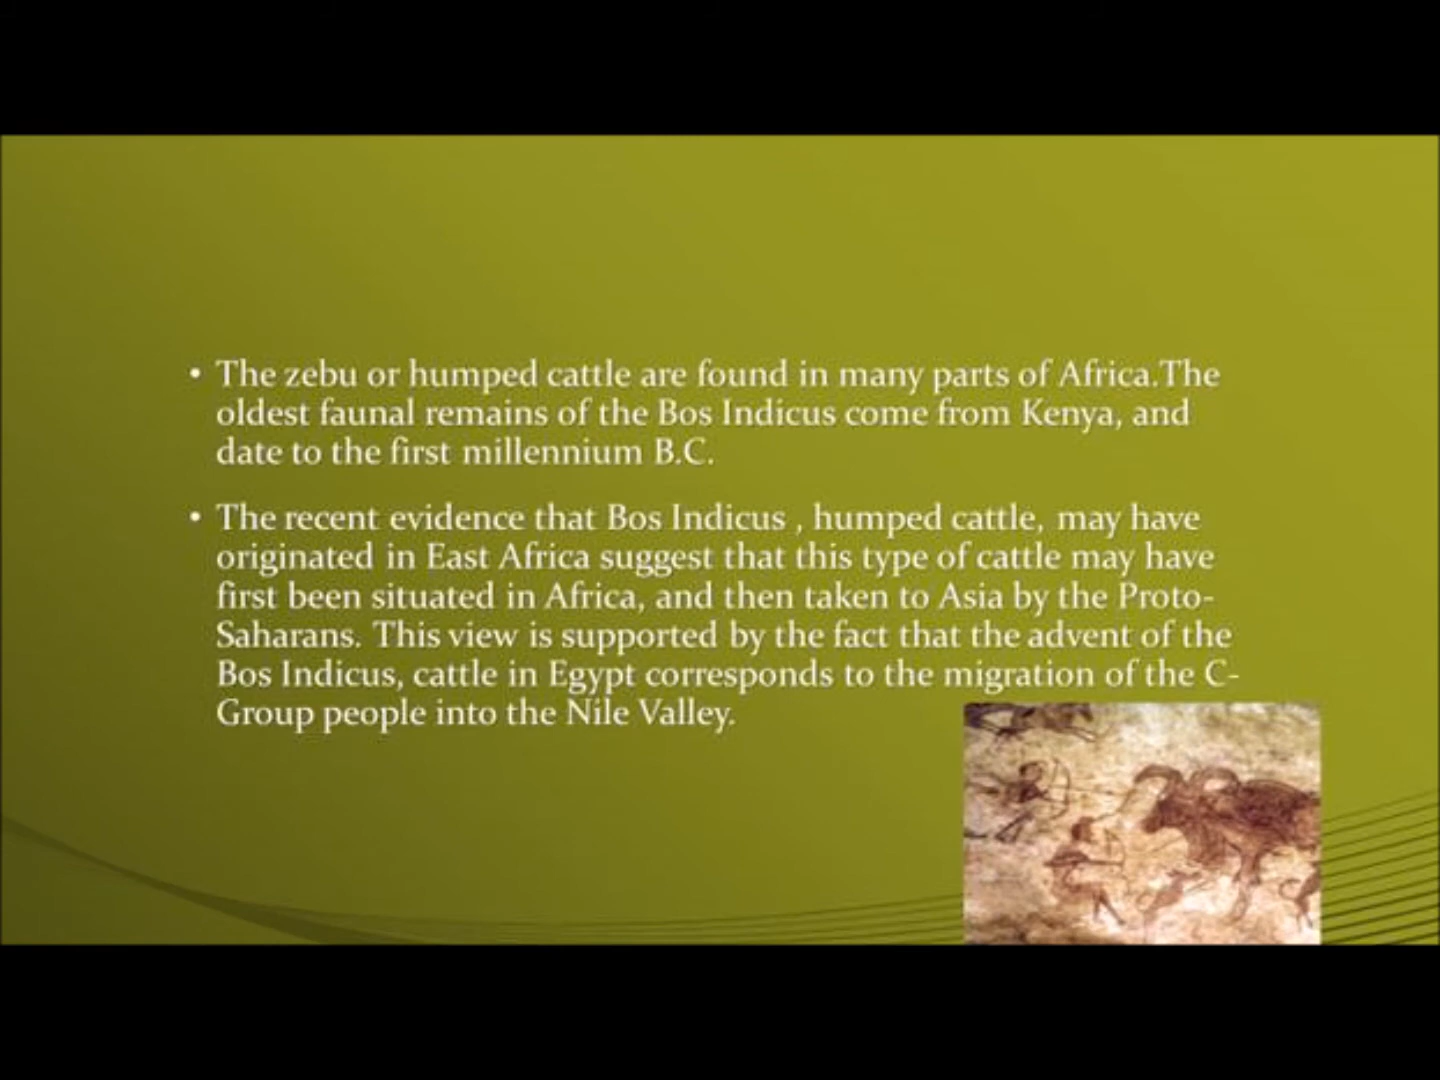 • The zebu or humped cattle are found in many parts of Africa.The
oldest faunal remains of the Bos Indicus come from Kenya, and
date to the first millennium B.C.
• The recent evidence that Bos Indicus , humped cattle, may have
originated in East Africa suggest that this type of cattle may have
first been situated in Africa, and then taken to Asia by the Proto-
Saharans. This view is supported by the fact that the advent of the
Bos Indicus, cattle in Egypt corresponds to the migration of the C-
Group people into the Nile Valley.